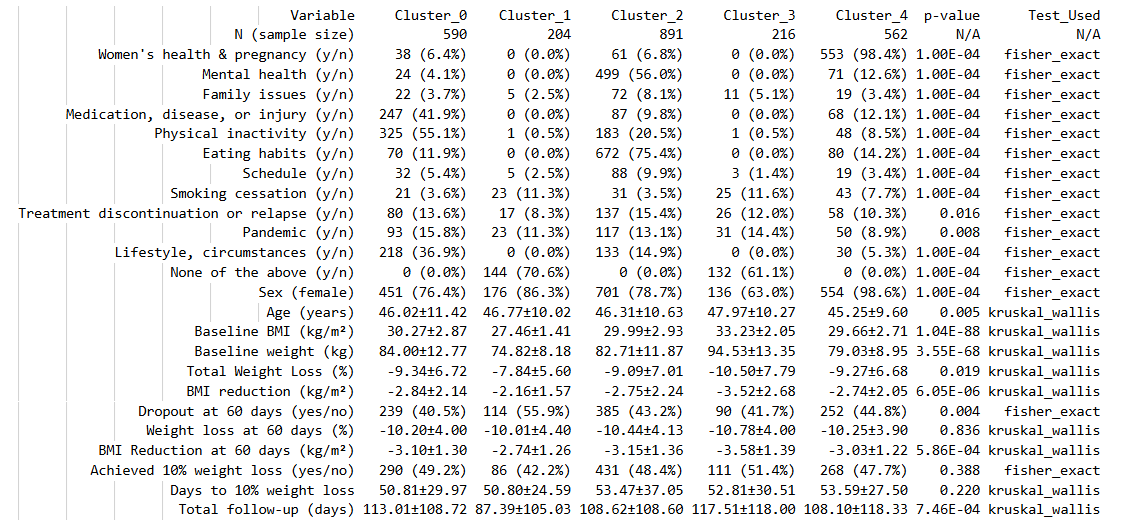 Variable Cluster_0 Cluster_1 Cluster_2 Cluster_3 Cluster_4 p-value Test_Used
N (sample size) 590 204 891 216 562 N/A N/A
Women's health & pregnancy (y/n) 38 (6.4%) 0 (0.0%) 61 (6.8%) 0 (0.0%) 553 (98.4%) 1.00E-04 fisher_exact
Mental health (y/n) 24 (4.1%) 0 (0.0%) 499 (56.0%) 0 (0.0%) 71 (12.6%) 1.00E-04 fisher_exact
Family issues (y/n) 22 (3.7%) 5 (2.5%) 72 (8.1%) 11 (5.1%) 19 (3.4%) 1.00E-04 fisher_exact
Medication, disease, or injury (y/n) 247 (41.9%) 0 (0.0%) 87 (9.8%) 0 (0.0%) 68 (12.1%) 1.00E-04 fisher_exact
Physical inactivity (y/n) 325 (55.1%) 1 (0.5%) 183 (20.5%) 1 (0.5%) 48 (8.5%) 1.00E-04 fisher_exact
Eating habits (y/n) 70 (11.9%) 0 (0.0%) 672 (75.4%) 0 (0.0%) 80 (14.2%) 1.00E-04 fisher_exact
Schedule (y/n) 32 (5.4%) 5 (2.5%) 88 (9.9%) 3 (1.4%) 19 (3.4%) 1.00E-04 fisher_exact
Smoking cessation (y/n) 21 (3.6%) 23 (11.3%) 31 (3.5%) 25 (11.6%) 43 (7.7%) 1.00E-04 fisher_exact
Treatment discontinuation or relapse (y/n) 80 (13.6%) 17 (8.3%) 137 (15.4%) 26 (12.0%) 58 (10.3%) 0.016 fisher_exact
Pandemic (y/n) 93 (15.8%) 23 (11.3%) 117 (13.1%) 31 (14.4%) 50 (8.9%) 0.008 fisher_exact
Lifestyle, circumstances (y/n) 218 (36.9%) 0 (0.0%) 133 (14.9%) 0 (0.0%) 30 (5.3%) 1.00E-04 fisher_exact
None of the above (y/n) 0 (0.0%) 144 (70.6%) 0 (0.0%) 132 (61.1%) 0 (0.0%) 1.00E-04 fisher_exact
Sex (female) 451 (76.4%) 176 (86.3%) 701 (78.7%) 136 (63.0%) 554 (98.6%) 1.00E-04 fisher_exact
Age (years) 46.02±11.42 46.77±10.02 46.31±10.63 47.97±10.27 45.25±9.60 0.005 kruskal_wallis
Baseline BMI (kg/m²) 30.27±2.87 27.46±1.41 29.99±2.93 33.23±2.05 29.66±2.71 1.04E-88 kruskal_wallis
Baseline weight (kg) 84.00±12.77 74.82±8.18 82.71±11.87 94.53±13.35 79.03±8.95 3.55E-68 kruskal_wallis
Total Weight Loss (%) -9.34±6.72 -7.84±5.60 -9.09±7.01 -10.50±7.79 -9.27±6.68 0.019 kruskal_wallis
BMI reduction (kg/m²) -2.84±2.14 -2.16±1.57 -2.75±2.24 -3.52±2.68 -2.74±2.05 6.05E-06 kruskal_wallis
Dropout at 60 days (yes/no) 239 (40.5%) 114 (55.9%) 385 (43.2%) 90 (41.7%) 252 (44.8%) 0.004 fisher_exact
Weight loss at 60 days (%) -10.20±4.00 -10.01±4.40 -10.44±4.13 -10.78±4.00 -10.25±3.90 0.836 kruskal_wallis
BMI Reduction at 60 days (kg/m²) -3.10±1.30 -2.74±1.26 -3.15±1.36 -3.58±1.39 -3.03±1.22 5.86E-04 kruskal_wallis
Achieved 10% weight loss (yes/no) 290 (49.2%) 86 (42.2%) 431 (48.4%) 111 (51.4%) 268 (47.7%) 0.388 fisher_exact
Days to 10% weight loss 50.81±29.97 50.80±24.59 53.47±37.05 52.81±30.51 53.59±27.50 0.220 kruskal_wallis
Total follow-up (days) 113.01±108.72 87.39±105.03 108.62±108.60 117.51±118.00 108.10±118.33 7.46E-04 kruskal_wallis